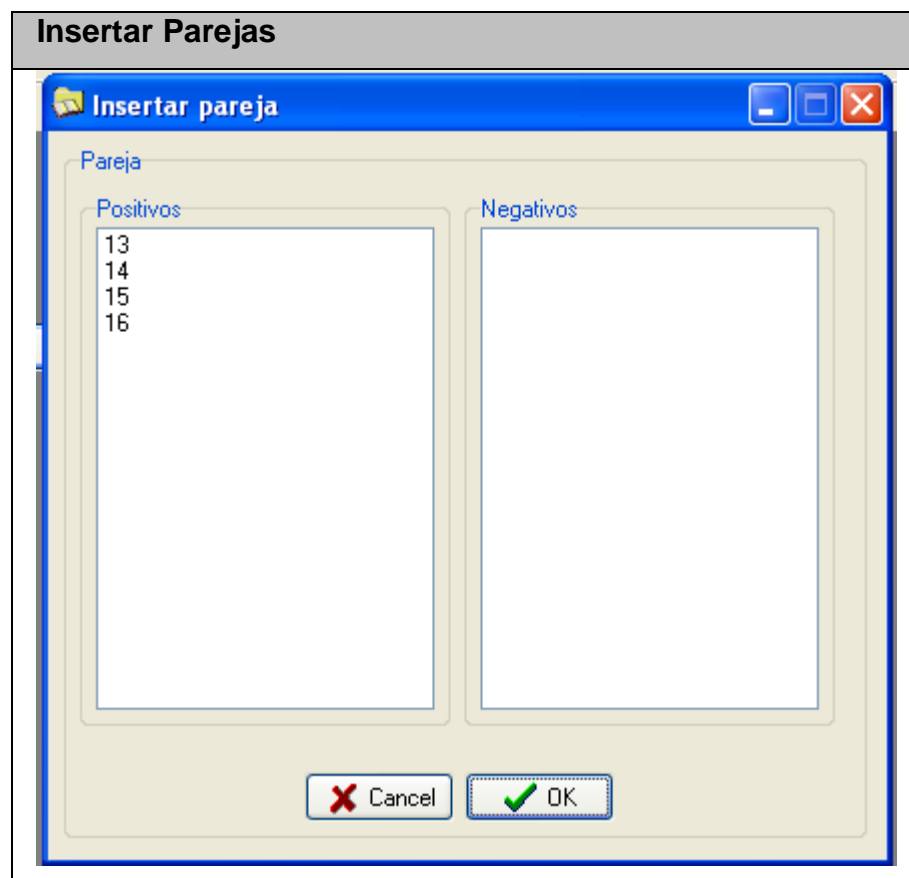 Insertar Parejas
Insertar pareja
Pareja
Positivos
Negativos
13
14
15
16
Cancel
OK